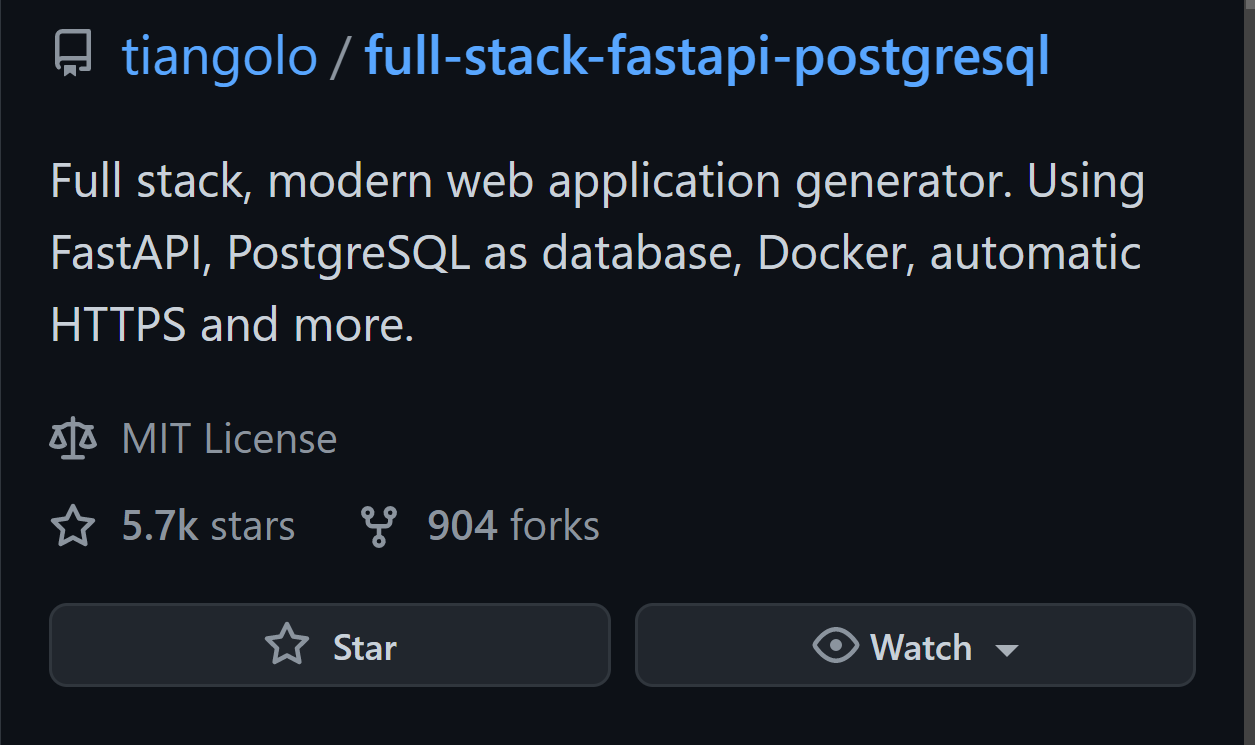 tiangolo / full-stack-fastapi-postgresql
Full stack, modern web application generator. Using
FastAPI, PostgreSQL as database, Docker, automatic
HTTPS and more.
MIT License
5.7k stars 904 forks
Star Watch